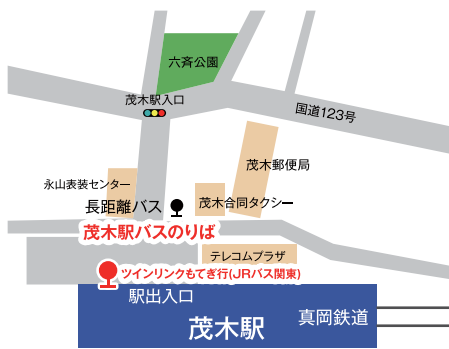 六斉公園
茂木駅入口
国道123号
茂木郵便局
永山表装センター
長距離バス
茂木合同タクシー
茂木駅バスのりば
テレコムプラザ
ツインリンクもてぎ行(JRバス関東)
駅出入口
茂木駅
真岡鉄道